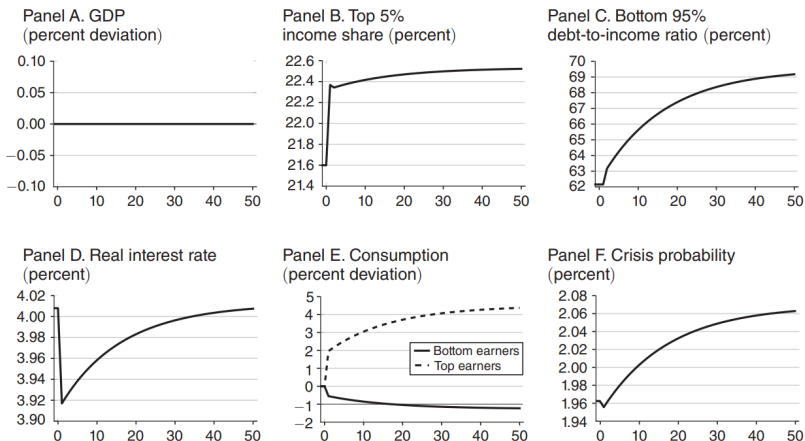 Panel A. GDP
(percent deviation)
0.10
0.05
0.00
−0.05
−0.10
0 10 20 30 40 50
Panel B. Top 5%
income share (percent)
22.6
22.4
22.2
22.0
21.8
21.6
21.4
0 10 20 30 40 50
Panel C. Bottom 95%
debt-to-income ratio (percent)
70
69
68
67
66
65
64
63
62
0 10 20 30 40 50
Panel D. Real interest rate
(percent)
4.02
4.00
3.98
3.96
3.94
3.92
3.90
0 10 20 30 40 50
Panel E. Consumption
(percent deviation)
5
4
3
2
1
0
−1
−2
Bottom earners
Top earners
0 10 20 30 40 50
Panel F. Crisis probability
(percent)
2.08
2.04
2.00
1.96
1.94
0 10 20 30 40 50